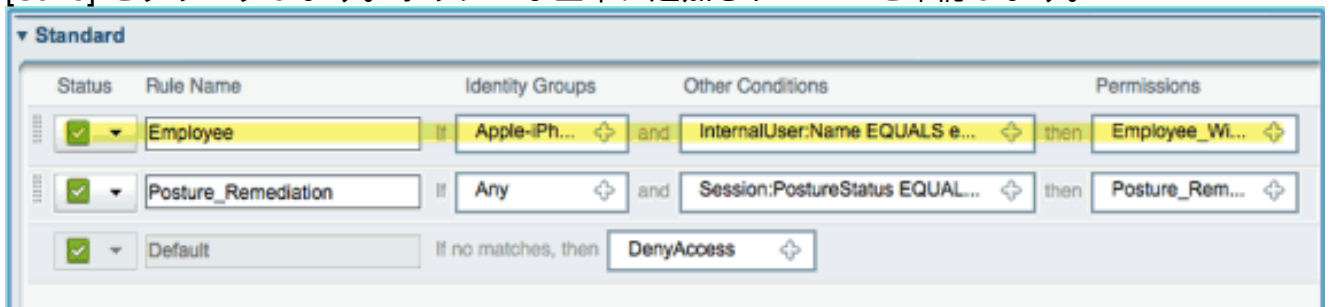 ▾ Standard
Status Rule Name Identity Groups Other Conditions Permissions
Employee If Apple-iPh... and InternalUser:Name EQUALS e... then Employee_Wi...
Posture_Remediation If Any and Session:PostureStatus EQUAL... then Posture_Rem...
Default If no matches, then DenyAccess